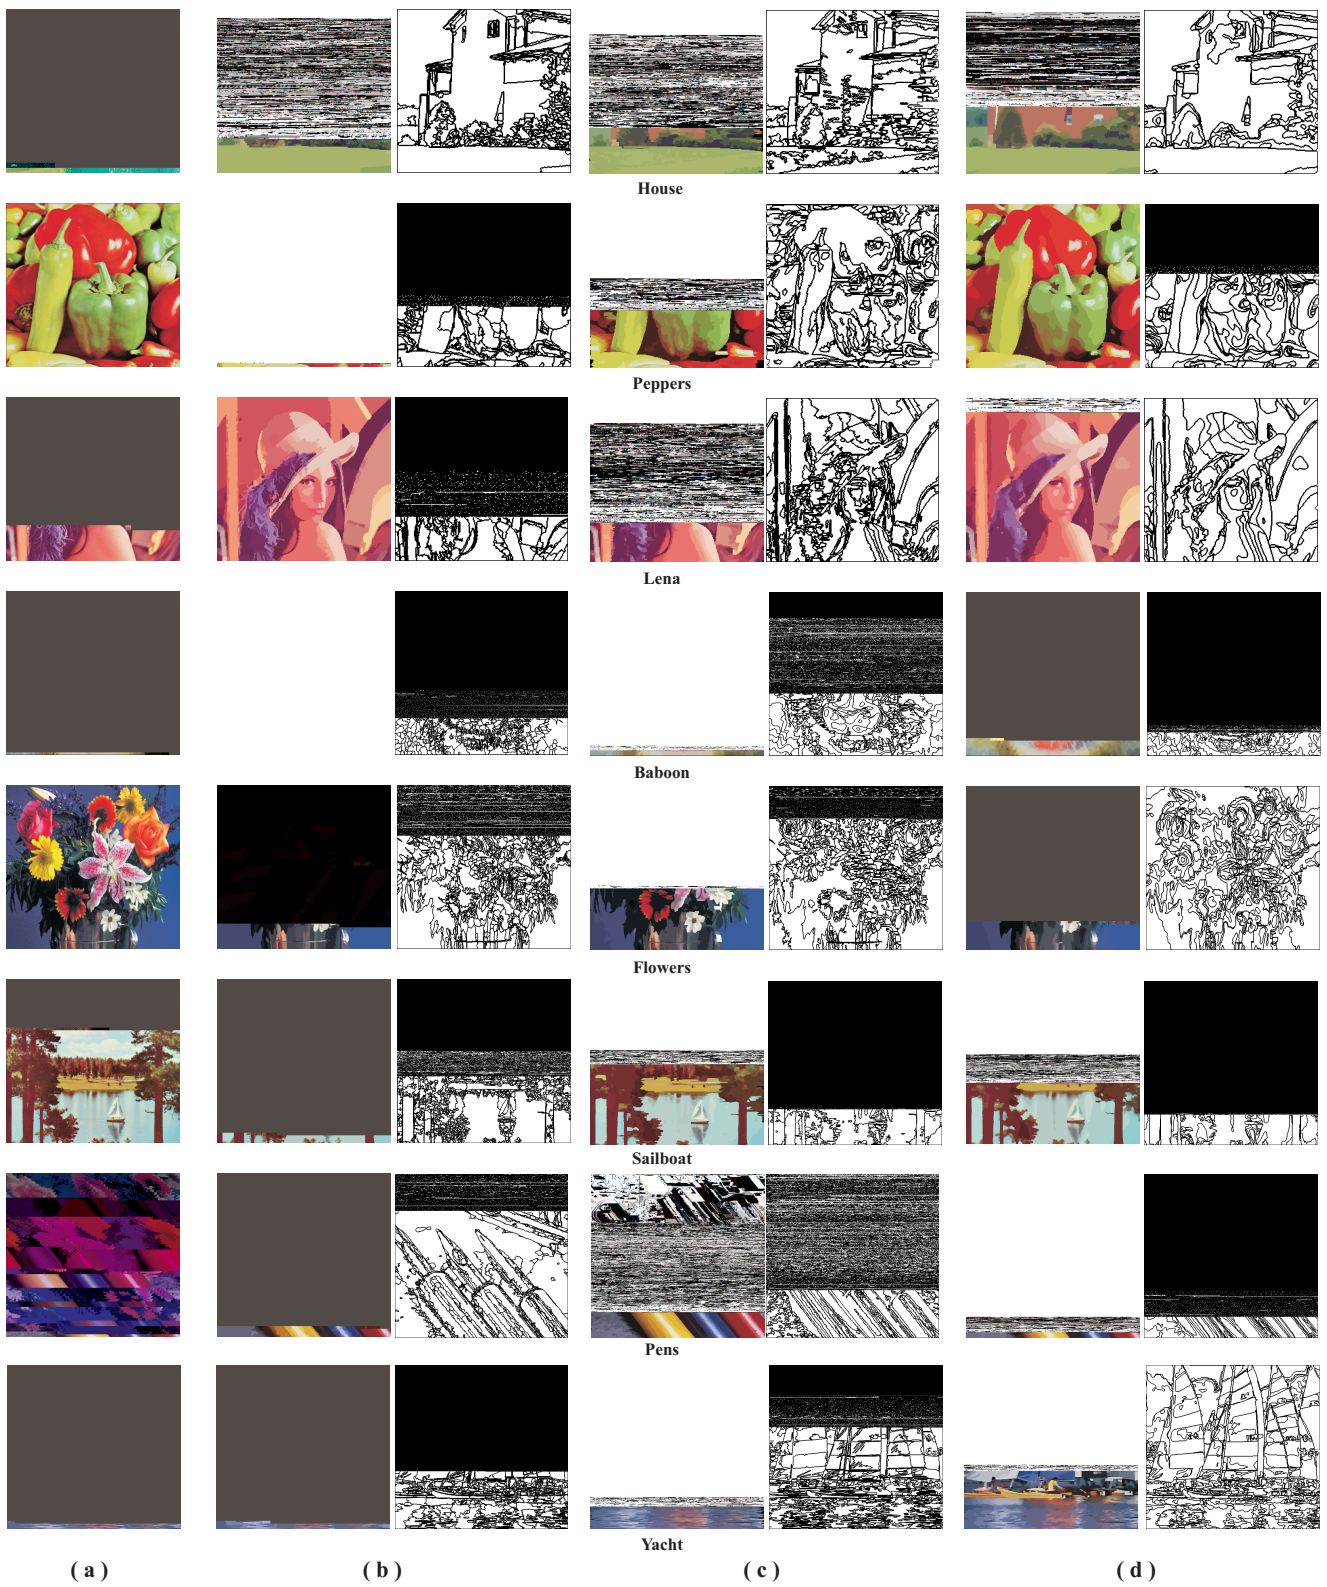 House
Peppers
Lena
Baboon
Flowers
Sailboat
Pens
Yacht
( a ) ( b ) ( c ) ( d )